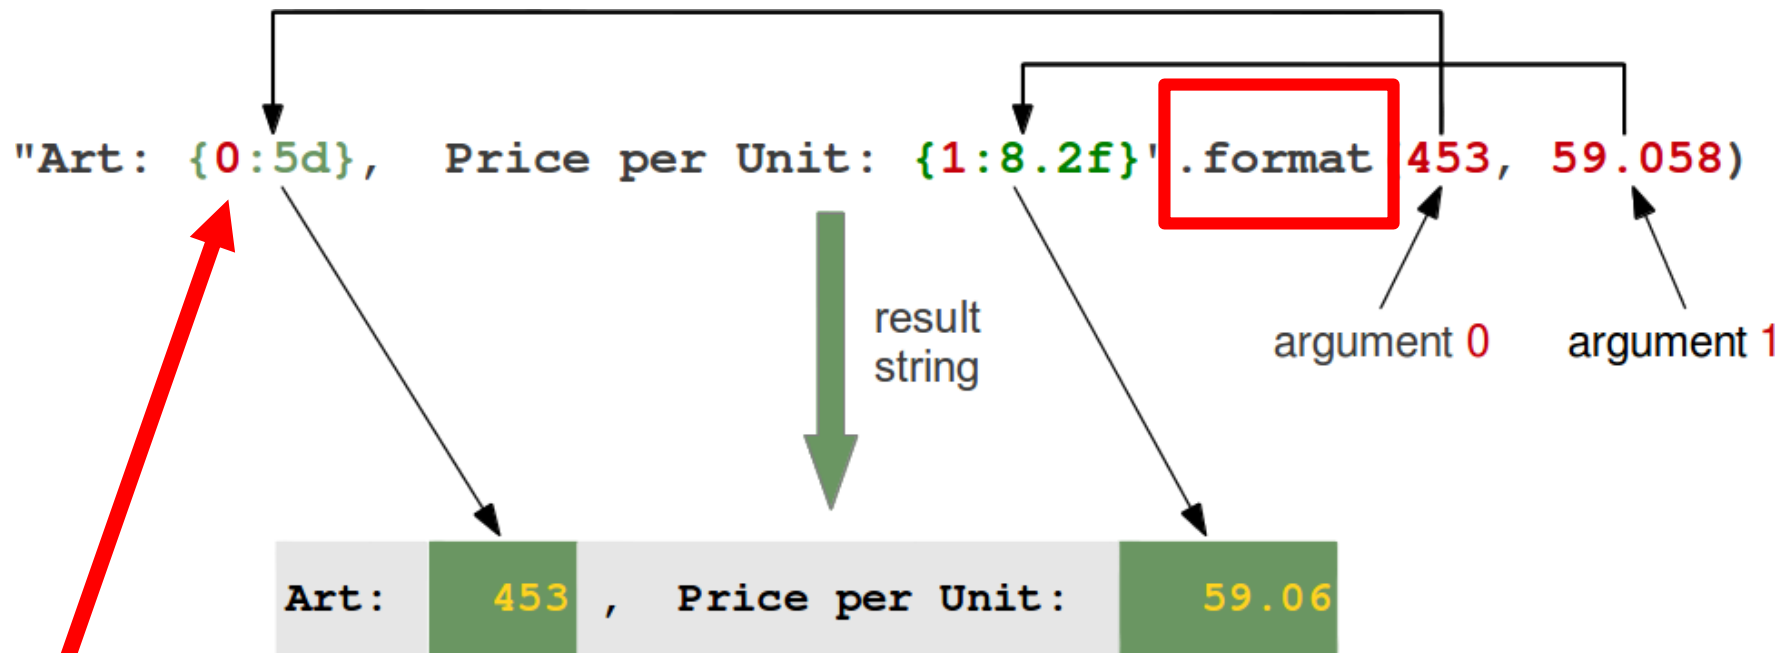 "Art: {0:5d}, Price per Unit: {1:8.2f}'.format 453, 59.058)
result
string
argument 0 argument 1
Art: 453 , Price per Unit: 59.06